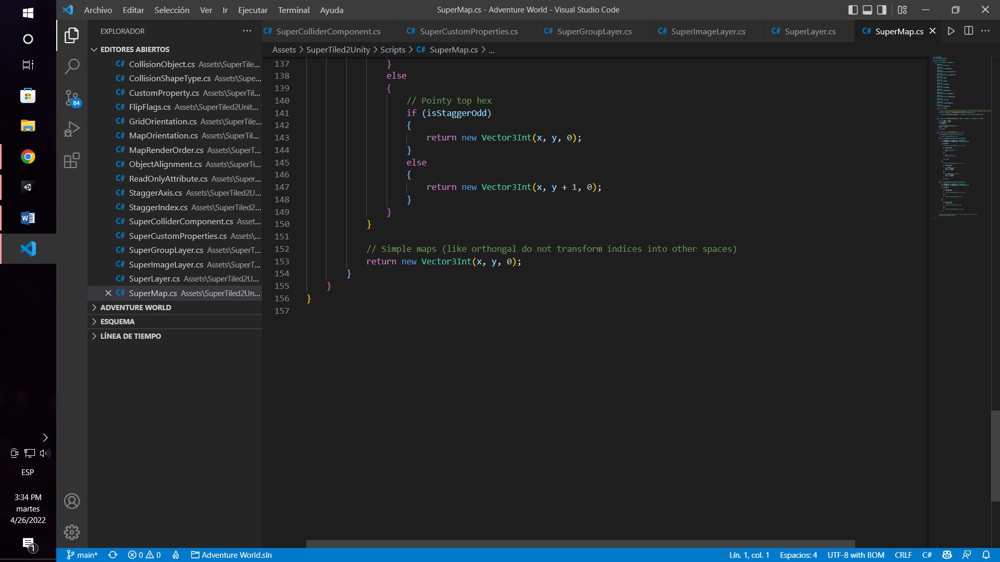 Archivo Editar Selección Ver Ir Ejecutar Terminal Ayuda
SuperMap.cs - Adventure World - Visual Studio Code
EXPLORADOR
EDITORES ABIERTOS
C# CollisionObject.cs Assets\SuperTile...
C# CollisionShapeType.cs Assets\Supe...
C# CustomProperty.cs Assets\SuperTil...
C# FlipFlags.cs Assets\SuperTiled2Unit...
C# GridOrientation.cs Assets\SuperTile...
C# MapOrientation.cs Assets\SuperTil...
C# MapRenderOrder.cs Assets\SuperT...
C# ObjectAlignment.cs Assets\SuperTi...
C# ReadOnlyAttribute.cs Assets\Super...
C# StaggerAxis.cs Assets\SuperTiled2U...
C# StaggerIndex.cs Assets\SuperTiled2...
C# SuperColliderComponent.cs Asset...
C# SuperCustomProperties.cs Assets\...
C# SuperGroupLayer.cs Assets\SuperT...
C# SuperImageLayer.cs Assets\SuperT...
C# SuperLayer.cs Assets\SuperTiled2U...
C# SuperMap.cs Assets\SuperTiled2Un...
ADVENTURE WORLD
ESQUEMA
LÍNEA DE TIEMPO
C# SuperColliderComponent.cs C# SuperCustomProperties.cs C# SuperGroupLayer.cs C# SuperImageLayer.cs C# SuperLayer.cs C# SuperMap.cs
Assets > SuperTiled2Unity > Scripts > C# SuperMap.cs > ...
137 }
138 else
139 {
140 // Pointy top hex
141 if (isStaggerOdd)
142 {
143 return new Vector3Int(x, y, 0);
144 }
145 else
146 {
147 return new Vector3Int(x, y + 1, 0);
148 }
149 }
150 }
151
152 // Simple maps (like orthongal do not transform indices into other spaces)
153 return new Vector3Int(x, y, 0);
154 }
155 }
156 }
157
84
ESP
3:34 PM
martes
4/26/2022
1
main* 0 0 Adventure World.sln
Lín. 1, col. 1 Espacios: 4 UTF-8 with BOM CRLF C#